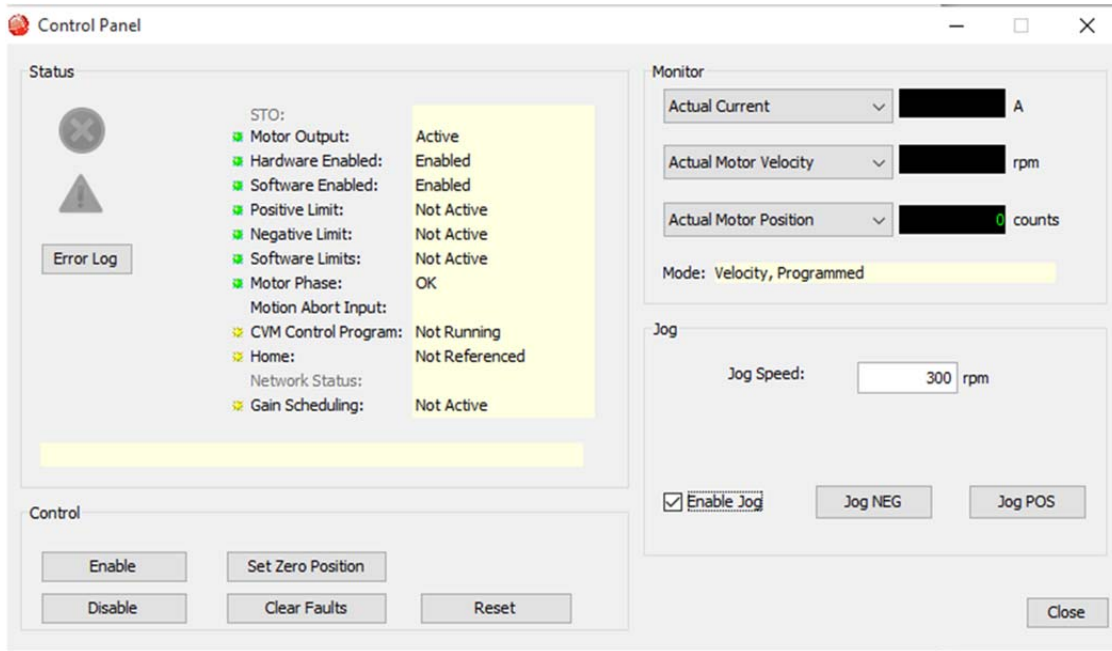 Control Panel
Status
STO:
Motor Output: Active
Hardware Enabled: Enabled
Software Enabled: Enabled
Positive Limit: Not Active
Negative Limit: Not Active
Software Limits: Not Active
Motor Phase: OK
Motion Abort Input:
CVM Control Program: Not Running
Home: Not Referenced
Network Status:
Gain Scheduling: Not Active
Error Log
Control
Enable
Set Zero Position
Disable
Clear Faults
Reset
Monitor
Actual Current A
Actual Motor Velocity rpm
Actual Motor Position 0 counts
Mode: Velocity, Programmed
Jog
Jog Speed: 300 rpm
Enable Jog
Jog NEG
Jog POS
Close